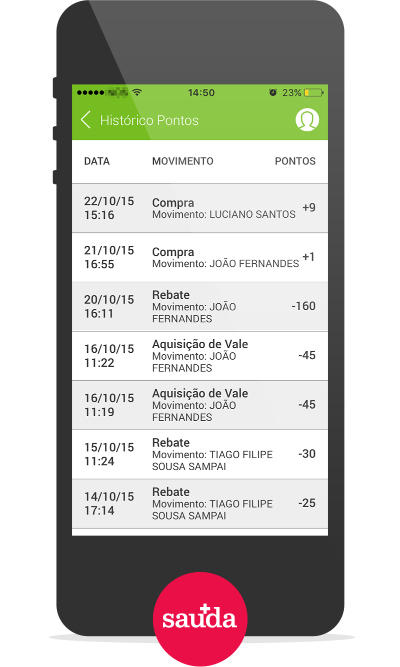 14:50 23%
Histórico Pontos
DATA MOVIMENTO PONTOS
22/10/15 Compra
15:16 Movimento: LUCIANO SANTOS +9
21/10/15 Compra
16:55 Movimento: JOÃO FERNANDES +1
20/10/15 Rebate
16:11 Movimento: JOÃO -160
FERNANDES
16/10/15 Aquisição de Vale
11:22 Movimento: JOÃO -45
FERNANDES
16/10/15 Aquisição de Vale
11:19 Movimento: JOÃO -45
FERNANDES
15/10/15 Rebate
11:24 Movimento: TIAGO FILIPE -30
SOUSA SAMPAI
14/10/15 Rebate
17:14 Movimento: TIAGO FILIPE -25
SOUSA SAMPAI
sauda